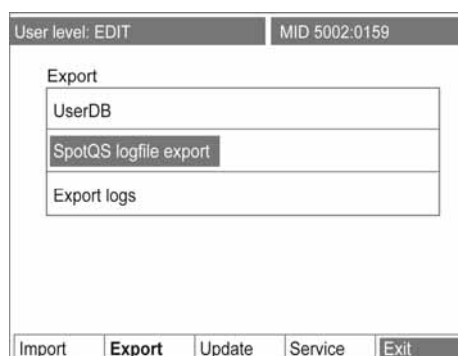 User level: EDIT MID 5002:0159
Export
UserDB
SpotQS logfile export
Export logs
Import Export Update Service Exit